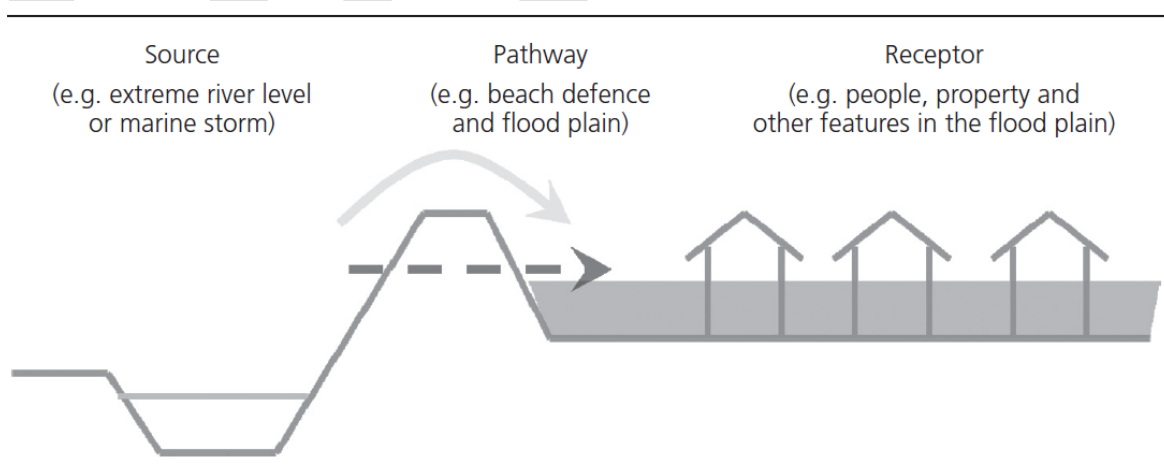 Source
(e.g. extreme river level
or marine storm)
Pathway
(e.g. beach defence
and flood plain)
Receptor
(e.g. people, property and
other features in the flood plain)